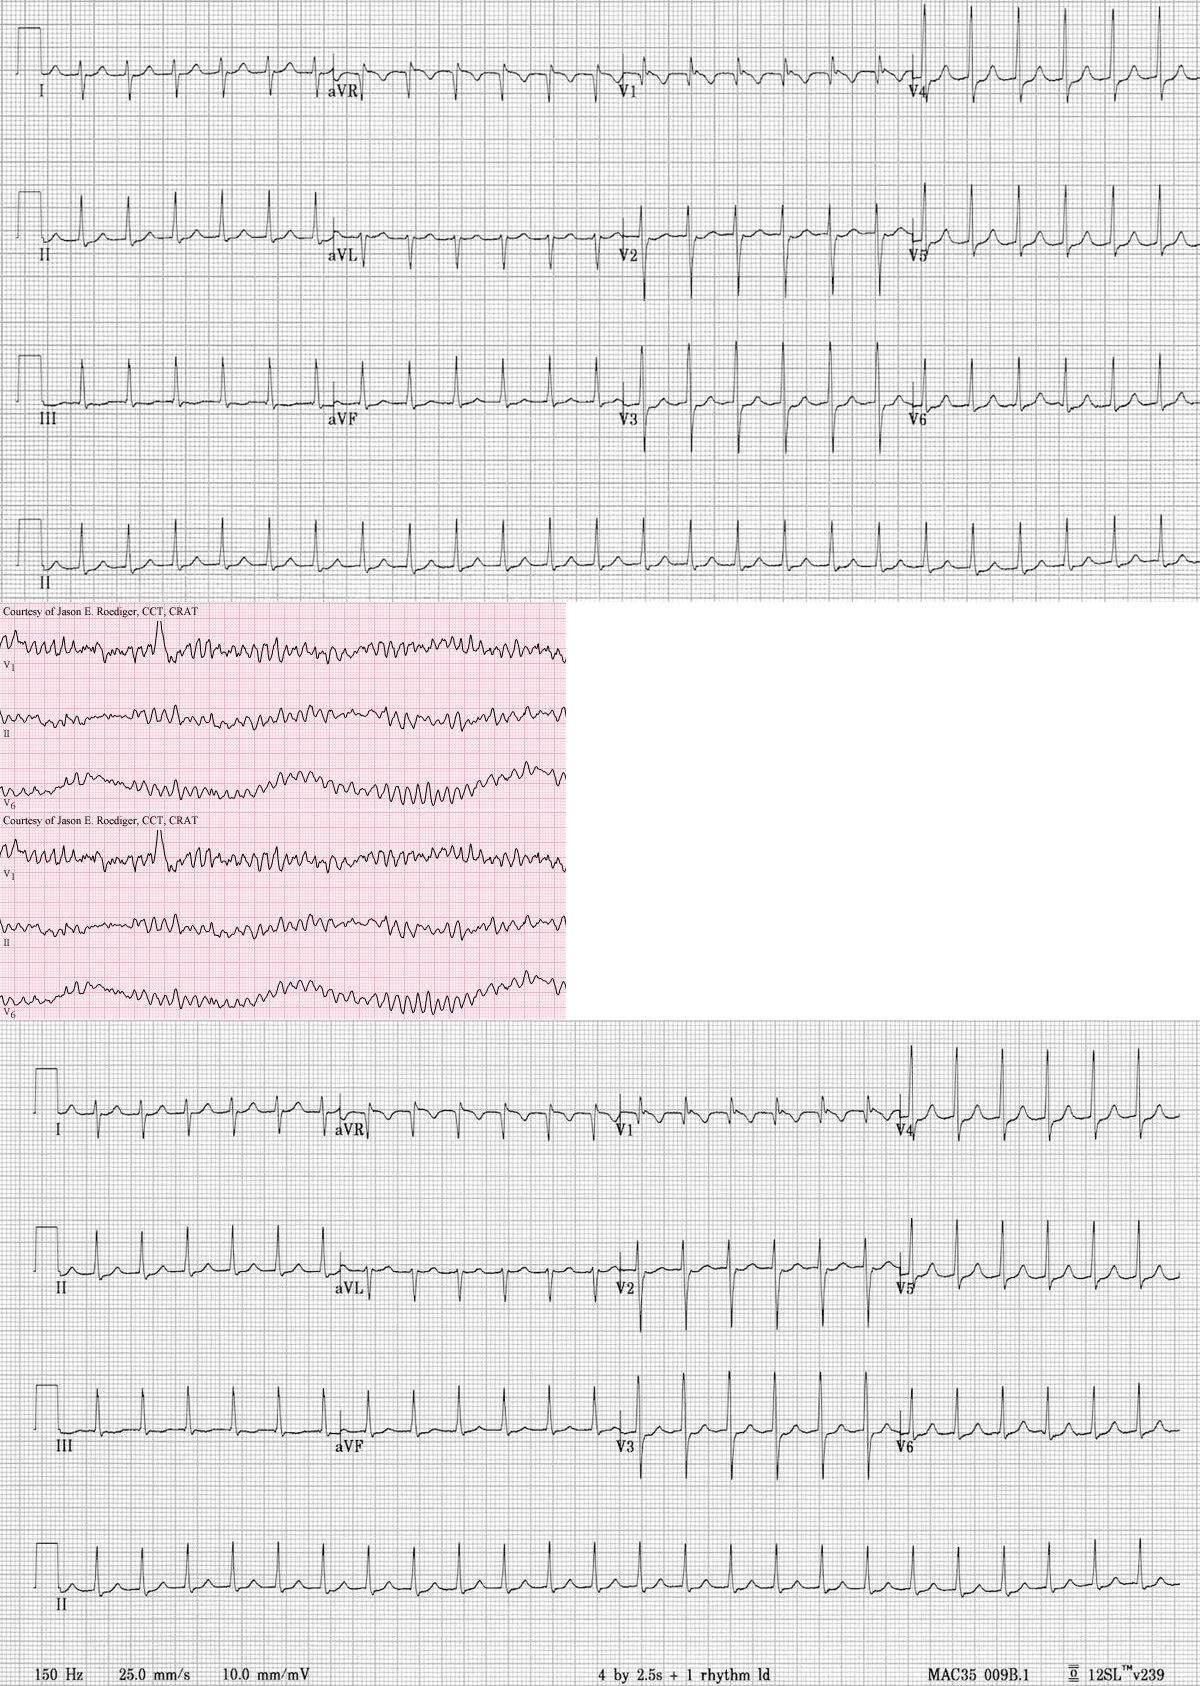 I aVR V1 V4
II aVL V2 V5
III aVF V3 V6
II
Courtesy of Jason E. Roediger, CCT, CRAT
V1
II
V6
Courtesy of Jason E. Roediger, CCT, CRAT
V1
II
V6
I aVR V1 V4
II aVL V2 V5
III aVF V3 V6
II
150 Hz 25.0 mm/s 10.0 mm/mV 4 by 2.5s + 1 rhythm ld MAC35 009B.1 12SL™v239